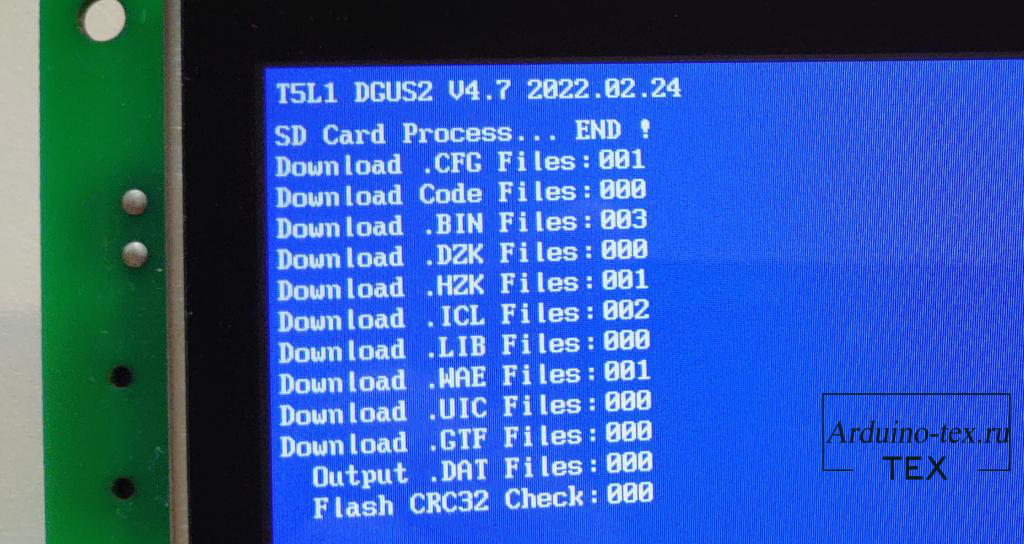 T5L1 DGUS2 V4.7 2022.02.24
SD Card Process... END !
Download .CFG Files:001
Download Code Files:000
Download .BIN Files:003
Download .DZK Files:000
Download .HZK Files:001
Download .ICL Files:002
Download .LIB Files:000
Download .WAE Files:001
Download .UIC Files:000
Download .GTF Files:000
Output .DAT Files:000
Flash CRC32 Check:000
Arduino-tex.ru
TEX